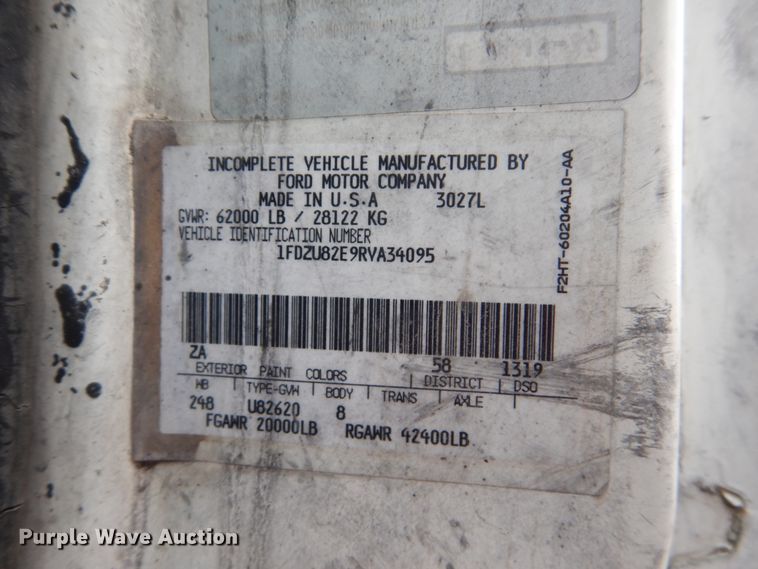 INCOMPLETE VEHICLE MANUFACTURED BY
FORD MOTOR COMPANY
MADE IN U.S.A 3027L
GVWR: 62000 LB / 28122 KG
VEHICLE IDENTIFICATION NUMBER
1FDZU82E9RVA34095
F2HT-60204A10-AA
ZA 58 1319
EXTERIOR PAINT COLORS DISTRICT DSO
WB TYPE-GVW BODY TRANS AXLE
248 U82620 8
FGAWR 20000LB RGAWR 42400LB
Purple Wave Auction